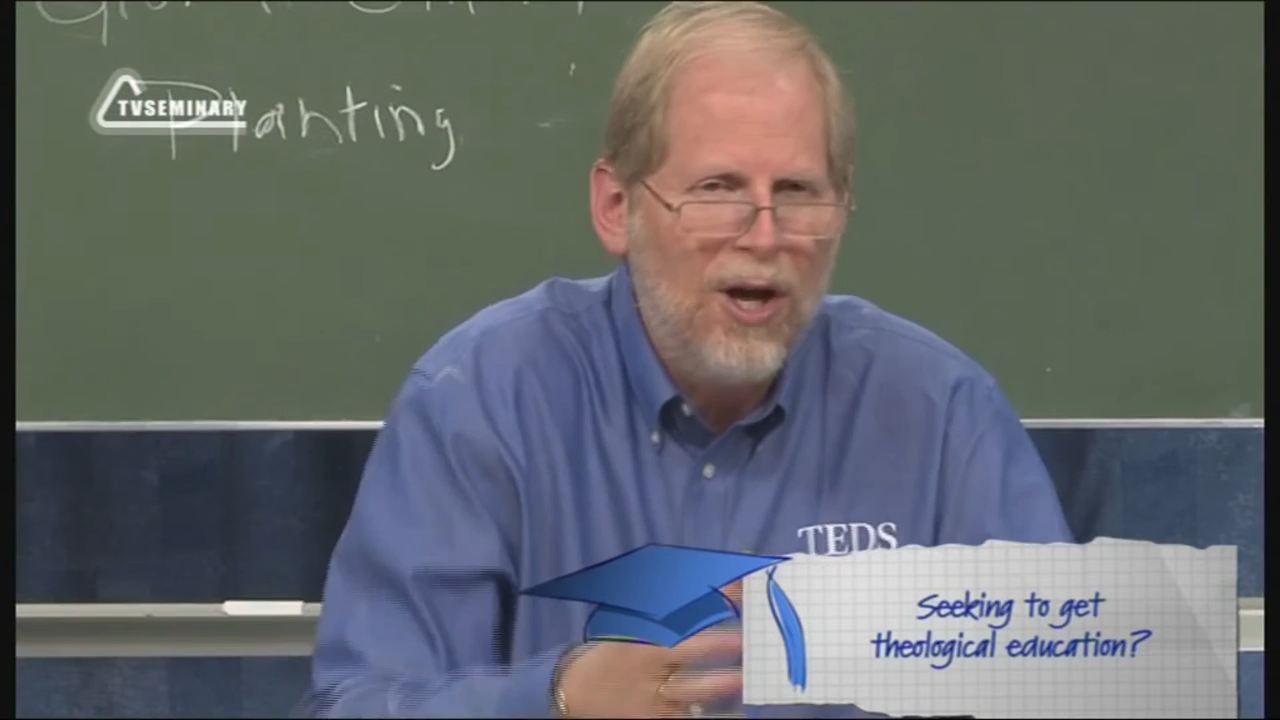 TVSEMINARY
Planting
TEDS
Seeking to get
theological education?